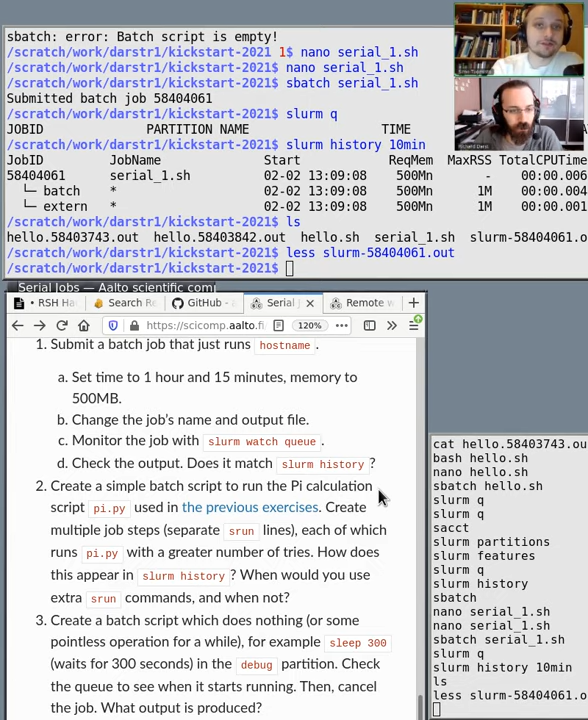 sbatch: error: Batch script is empty!
/scratch/work/darstr1/kickstart-2021 1$ nano serial_1.sh
/scratch/work/darstr1/kickstart-2021$ nano serial_1.sh
/scratch/work/darstr1/kickstart-2021$ sbatch serial_1.sh
Submitted batch job 58404061
/scratch/work/darstr1/kickstart-2021$ slurm q
JOBID PARTITION NAME TIME
/scratch/work/darstr1/kickstart-2021$ slurm history 10min
JobID JobName Start ReqMem MaxRSS TotalCPUTime
58404061 serial_1.sh 02-02 13:09:08 500Mn - 00:00.006
└─ batch * 02-02 13:09:08 500Mn 1M 00:00.004
└─ extern * 02-02 13:09:08 500Mn 1M 00:00.001
/scratch/work/darstr1/kickstart-2021$ ls
hello.58403743.out hello.58403842.out hello.sh serial_1.sh slurm-58404061.o
/scratch/work/darstr1/kickstart-2021$ less slurm-58404061.out
/scratch/work/darstr1/kickstart-2021$
Serial Jobs — Aalto scientific comp
• RSH Ha
Search Re
GitHub -
Serial J
Remote w
https://scicomp.aalto.fi
120%
1. Submit a batch job that just runs hostname.
a. Set time to 1 hour and 15 minutes, memory to
500MB.
b. Change the job's name and output file.
c. Monitor the job with slurm watch queue.
d. Check the output. Does it match slurm history?
2. Create a simple batch script to run the Pi calculation
script pi.py used in the previous exercises. Create
multiple job steps (separate srun lines), each of which
runs pi.py with a greater number of tries. How does
this appear in slurm history? When would you use
extra srun commands, and when not?
3. Create a batch script which does nothing (or some
pointless operation for a while), for example sleep 300
(waits for 300 seconds) in the debug partition. Check
the queue to see when it starts running. Then, cancel
the job. What output is produced?
cat hello.58403743.ou
bash hello.sh
nano hello.sh
sbatch hello.sh
slurm q
slurm q
sacct
slurm partitions
slurm features
slurm q
slurm history
sbatch
nano serial_1.sh
nano serial_1.sh
sbatch serial_1.sh
slurm q
slurm history 10min
ls
less slurm-58404061.o